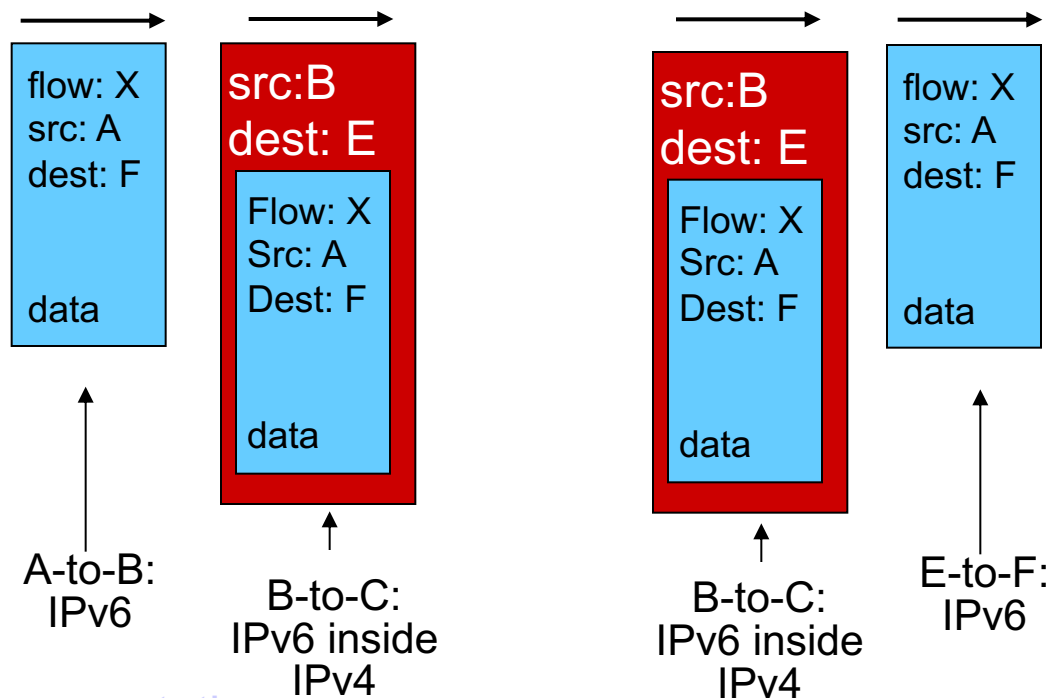 flow: X
src: A
dest: F
data
src:B
dest: E
Flow: X
Src: A
Dest: F
data
src:B
dest: E
Flow: X
Src: A
Dest: F
data
flow: X
src: A
dest: F
data
A-to-B:
IPv6
B-to-C:
IPv6 inside
IPv4
B-to-C:
IPv6 inside
IPv4
E-to-F:
IPv6